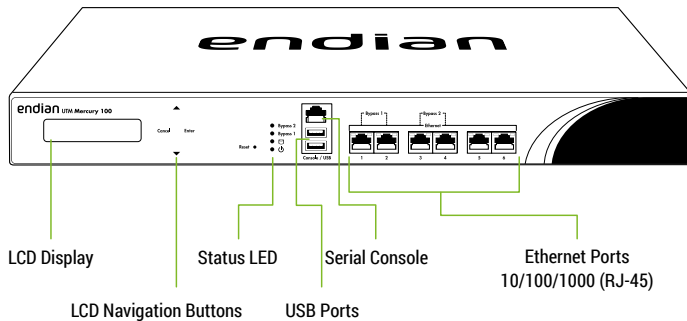 endian
endian UTM Mercury 100
Cancel Enter
Reset
Bypass 2
Bypass 1
Console / USB
Bypass 1 Bypass 2
Ethernet
1 2 3 4 5 6
LCD Display
Status LED
Serial Console
Ethernet Ports
10/100/1000 (RJ-45)
LCD Navigation Buttons
USB Ports